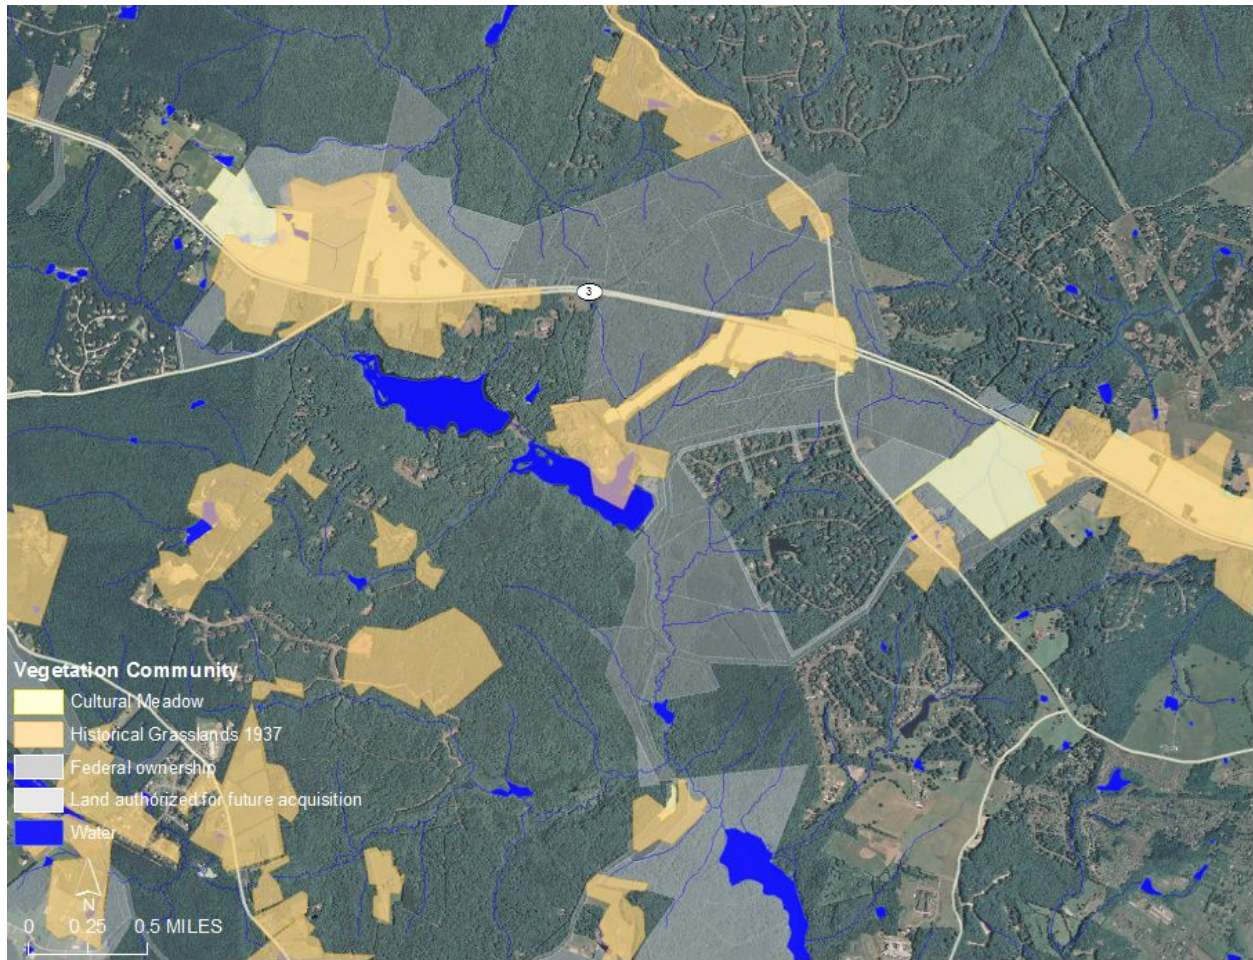 3
Vegetation Community
Cultural Meadow
Historical Grasslands 1937
Federal ownership
Land authorized for future acquisition
Water
N
0 0.25 0.5 MILES